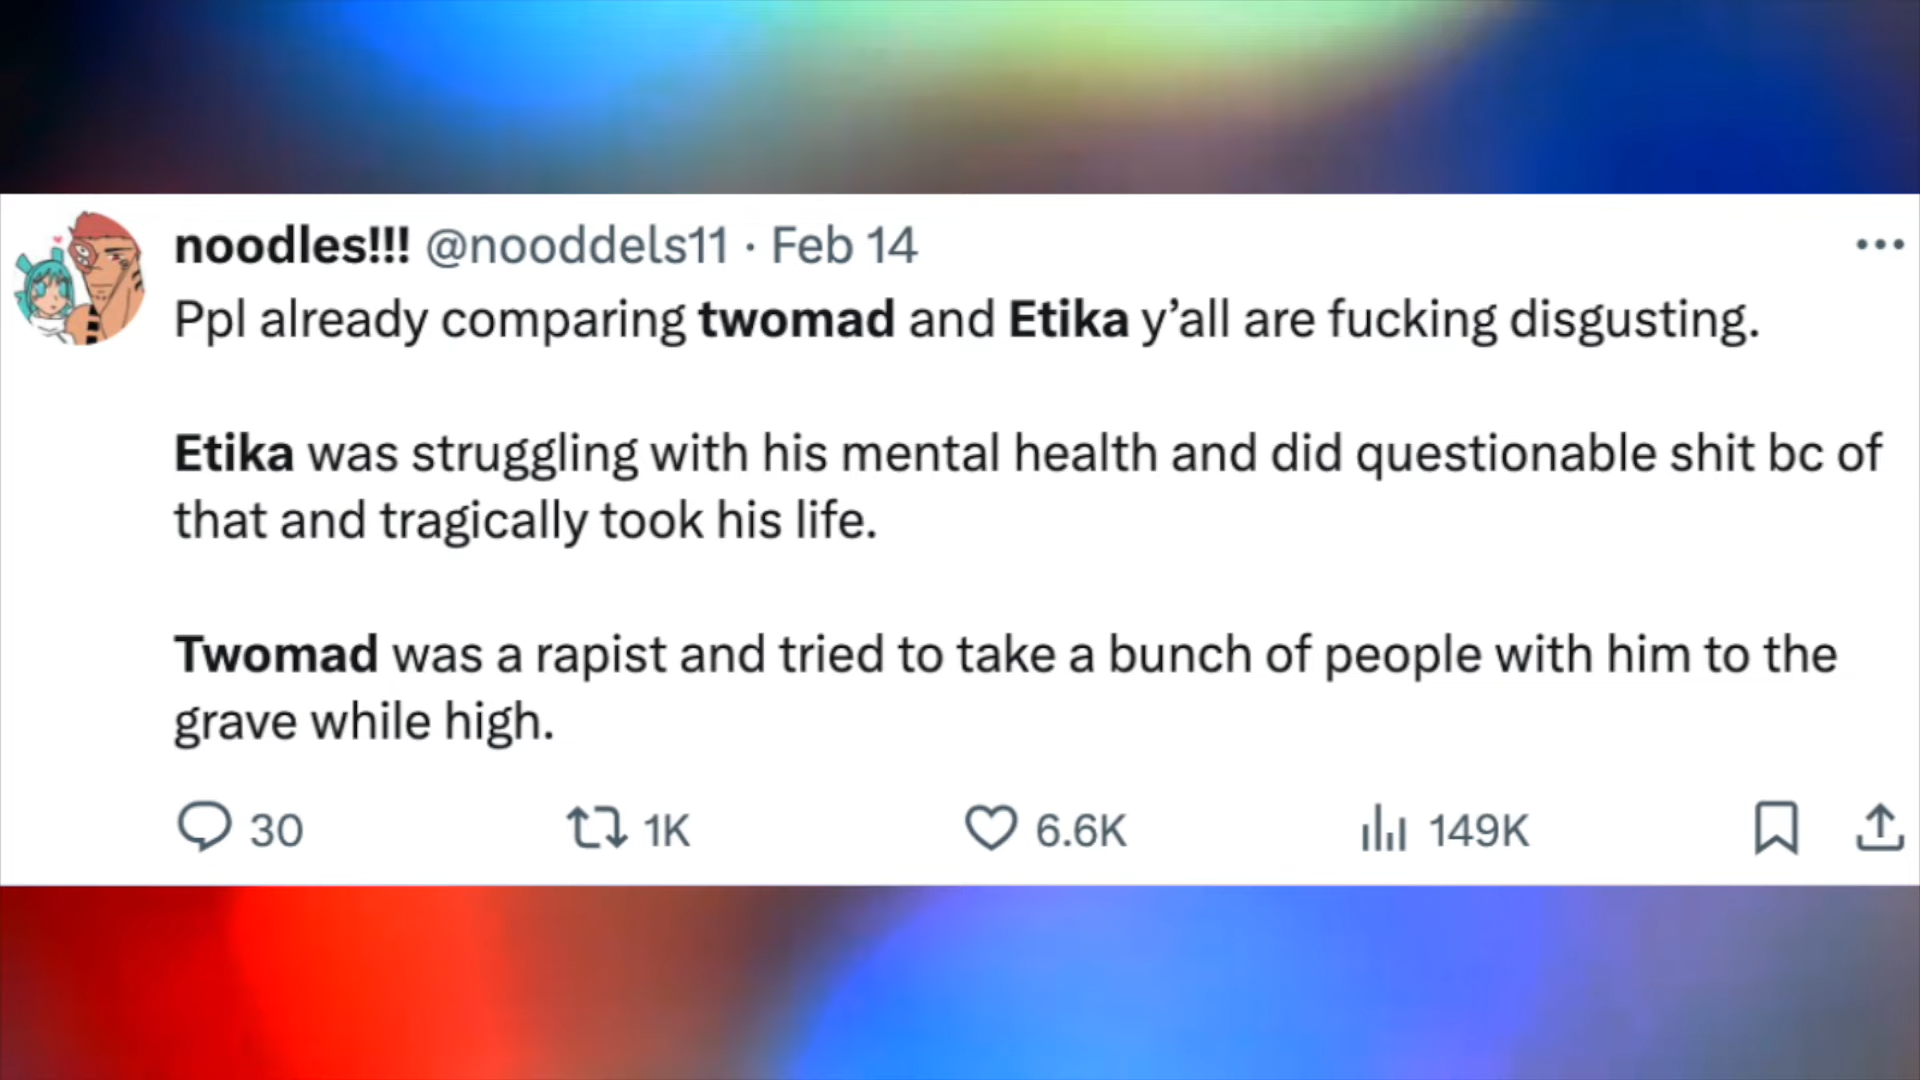 noodles!!! @nooddels11 · Feb 14
Ppl already comparing twomad and Etika y’all are fucking disgusting.
Etika was struggling with his mental health and did questionable shit bc of
that and tragically took his life.
Twomad was a rapist and tried to take a bunch of people with him to the
grave while high.
30 1K 6.6K 149K